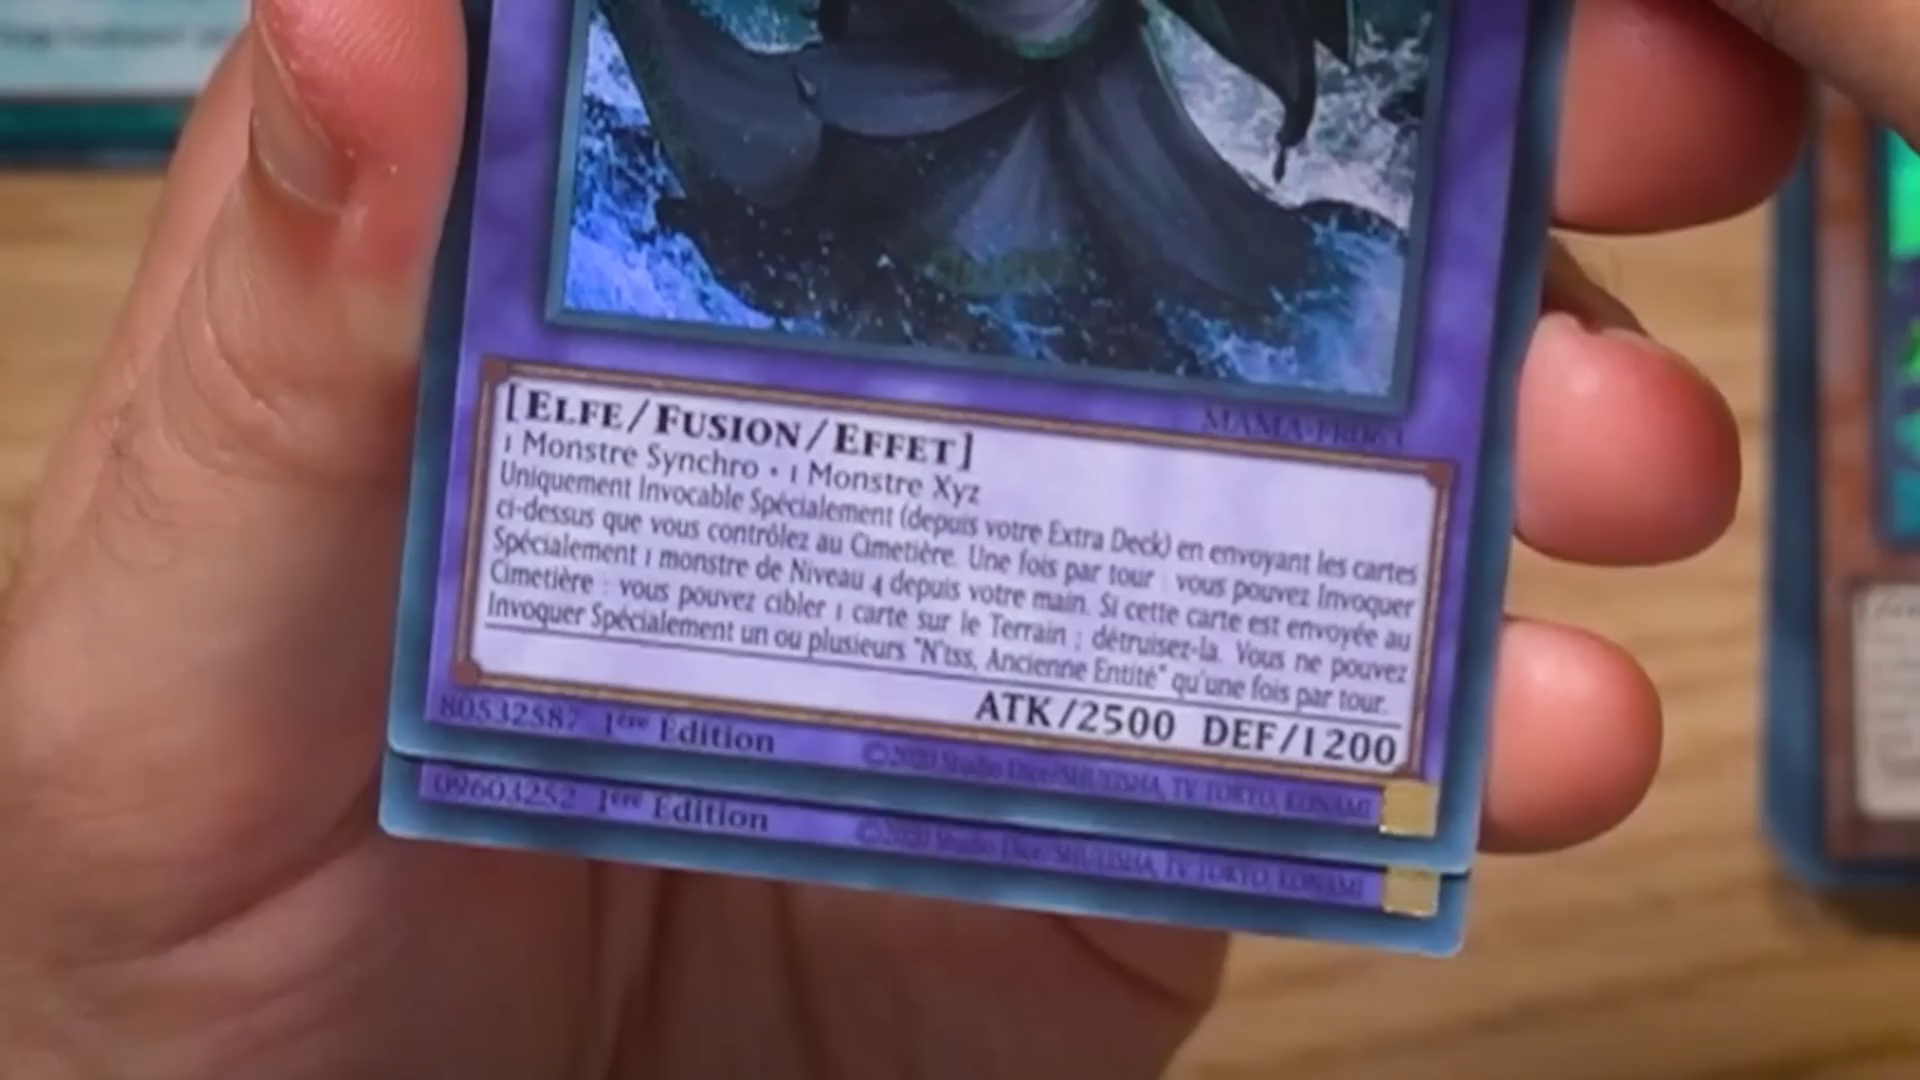 MAMA-FR063
[ELFE/FUSION/EFFET]
1 Monstre Synchro + 1 Monstre Xyz
Uniquement Invocable Spécialement (depuis votre Extra Deck) en envoyant les cartes
ci-dessus que vous contrôlez au Cimetière. Une fois par tour : vous pouvez Invoquer
Spécialement 1 monstre de Niveau 4 depuis votre main. Si cette carte est envoyée au
Cimetière : vous pouvez cibler 1 carte sur le Terrain ; détruisez-la. Vous ne pouvez
Invoquer Spécialement un ou plusieurs "N'tss, Ancienne Entité" qu'une fois par tour.
ATK/2500 DEF/1200
80532587 1ère Édition ©2020 Studio Dice/SHUEISHA, TV TOKYO, KONAMI
09603252 1ère Édition ©2020 Studio Dice/SHUEISHA, TV TOKYO, KONAMI